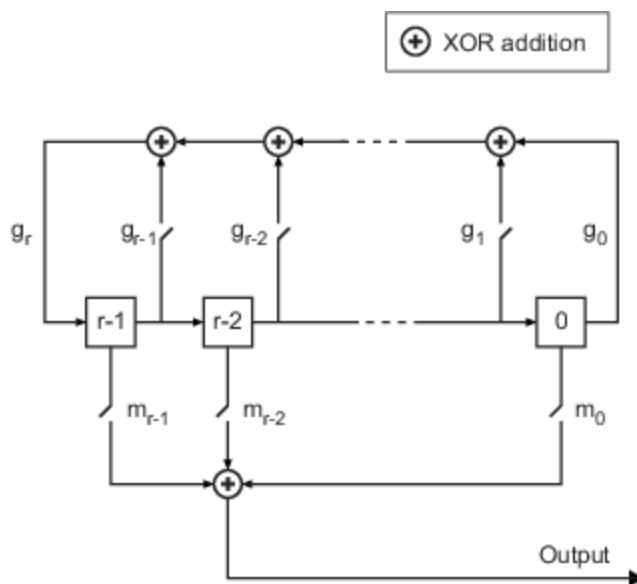 XOR addition
g_r g_{r-1} g_{r-2} g_1 g_0
r-1 r-2 0
m_{r-1} m_{r-2} m_0
Output